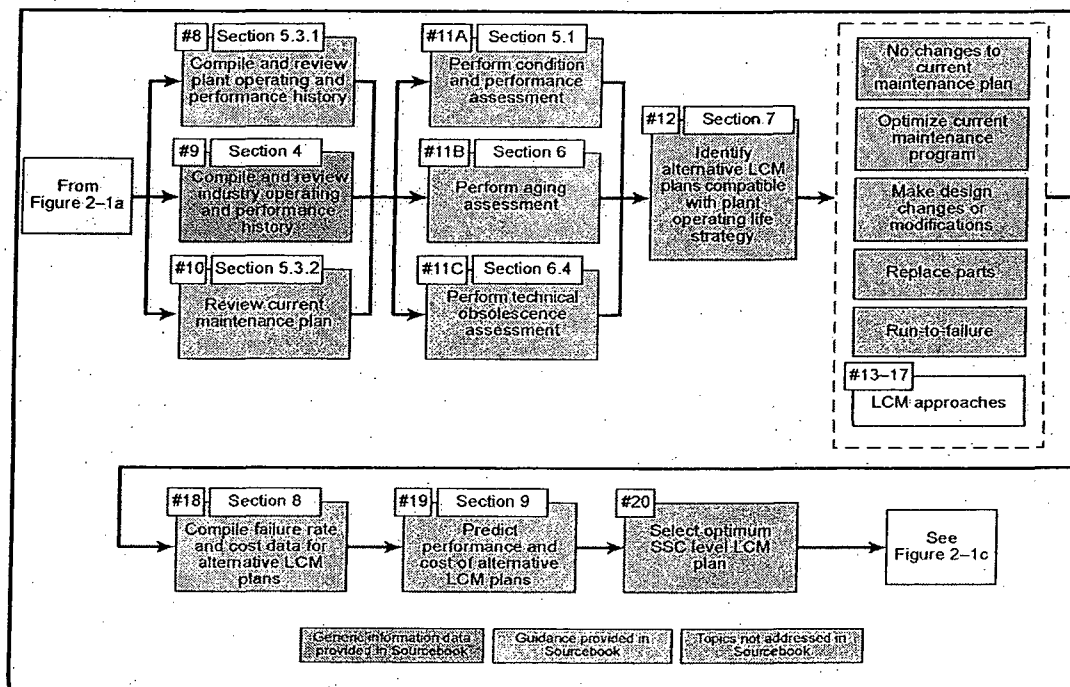 From
Figure 2–1a
#8 Section 5.3.1
Compile and review
plant operating and
performance history
#9 Section 4
Compile and review
industry operating
and performance
history
#10 Section 5.3.2
Review current
maintenance plan
#11A Section 5.1
Perform condition
and performance
assessment
#11B Section 6
Perform aging
assessment
#11C Section 6.4
Perform technical
obsolescence
assessment
#12 Section 7
Identify
alternative LCM
plans compatible
with plant
operating life
strategy
No changes to
current
maintenance plan
Optimize current
maintenance
program
Make design
changes or
modifications
Replace parts
Run-to-failure
#13–17
LCM approaches
#18 Section 8
Compile failure rate
and cost data for
alternative LCM
plans
#19 Section 9
Predict
performance and
cost of alternative
LCM plans
#20
Select optimum
SSC level LCM
plan
See
Figure 2–1c
Generic information data
provided in Sourcebook
Guidance provided in
Sourcebook
Topics not addressed in
Sourcebook